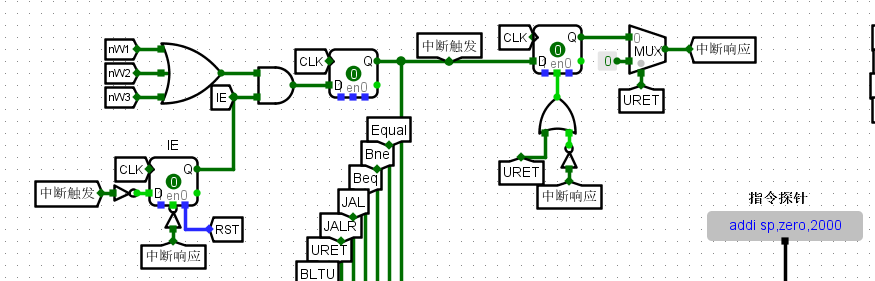 nW1
nW2
nW3
IE
CLK
D
Q
0
en0
中断触发
CLK
D
Q
0
en0
0
0
MUX
中断响应
URET
URET
中断响应
IE
CLK
D
Q
0
en0
中断触发
中断响应
RST
Equal
Bne
Beq
JAL
JALR
URET
BLTU
指令探针
addi sp,zero,2000